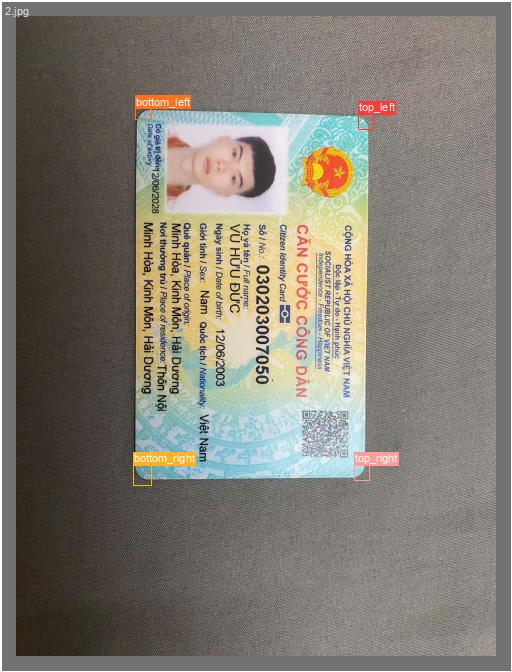 2.jpg
bottom_left
top_left
bottom_right
top_right
CỘNG HÒA XÃ HỘI CHỦ NGHĨA VIỆT NAM
Độc lập - Tự do - Hạnh phúc
SOCIALIST REPUBLIC OF VIET NAM
Independence - Freedom - Happiness
CĂN CƯỚC CÔNG DÂN
Citizen Identity Card
Số / No.: 030203007050
Họ và tên / Full name:
VŨ HỮU ĐỨC
Ngày sinh / Date of birth: 12/06/2003
Giới tính / Sex: Nam Quốc tịch / Nationality: Việt Nam
Quê quán / Place of origin:
Minh Hòa, Kinh Môn, Hải Dương
Nơi thường trú / Place of residence: Thôn Nội
Minh Hòa, Kinh Môn, Hải Dương
Có giá trị đến: 12/06/2028
Date of expiry